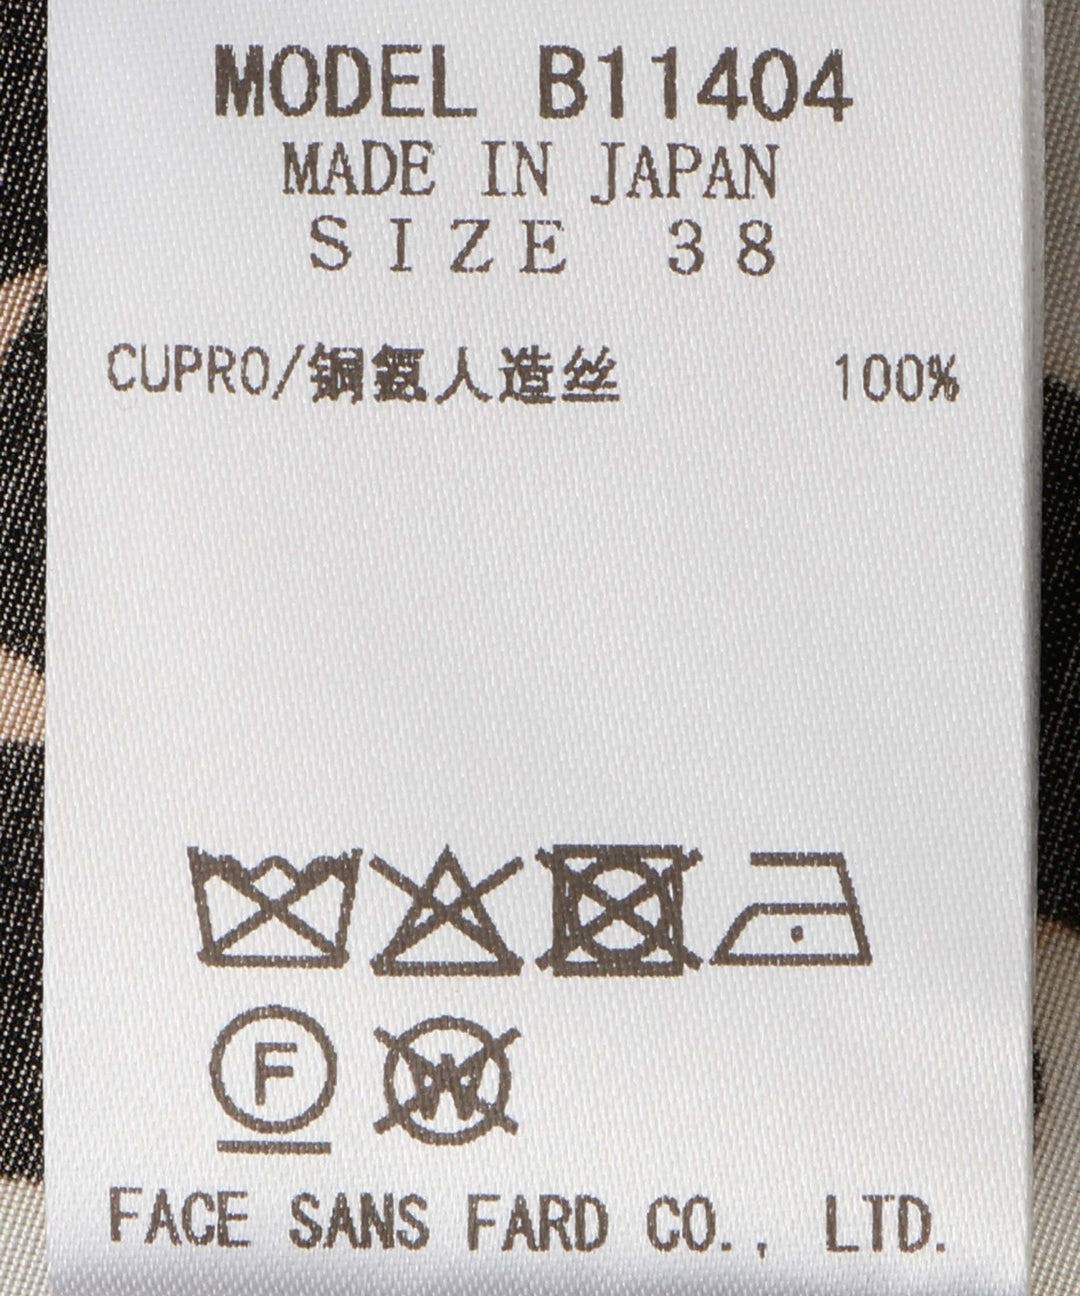 MODEL B11404
MADE IN JAPAN
SIZE 38
CUPRO/铜氨人造丝 100%
F
W
FACE SANS FARD CO., LTD.